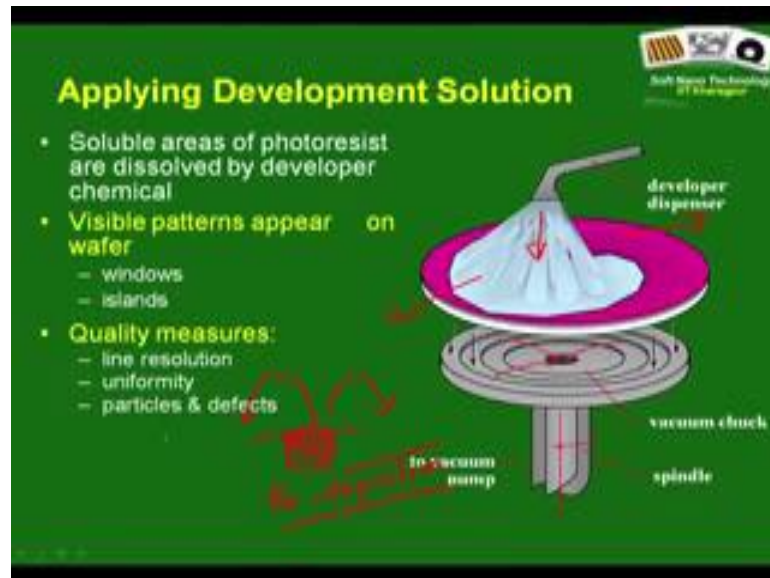 Soft Nano Technology
IIT Kharagpur
Applying Development Solution
• Soluble areas of photoresist
are dissolved by developer
chemical
• Visible patterns appear on
wafer
– windows
– islands
• Quality measures:
– line resolution
– uniformity
– particles & defects
developer
dispenser
vacuum chuck
to vacuum
pump
spindle